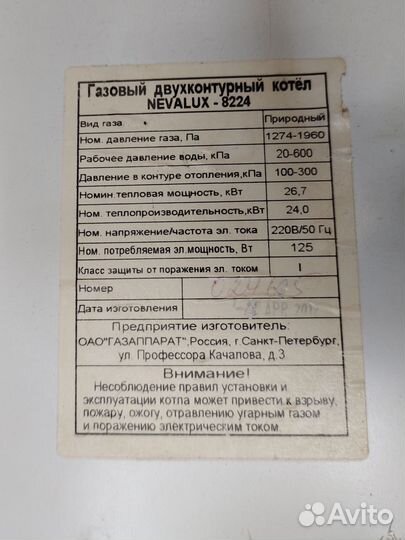 Газовый двухконтурный котёл
NEVALUX - 8224
Вид газа Природный
Ном. давление газа, Па 1274-1960
Рабочее давление воды, кПа 20-600
Давление в контуре отопления,кПа 100-300
Номин тепловая мощность, кВт 26,7
Ном. теплопроизводительность,кВт 24,0
Ном. напряжение/частота эл. тока 220В/50 Гц
Ном. потребляемая эл.мощность, Вт 125
Класс защиты от поражения эл. током I
Номер
Дата изготовления АПР
Предприятие изготовитель:
ОАО"ГАЗАППАРАТ",Россия, г.Санкт-Петербург,
ул. Профессора Качалова, д.3
Внимание!
Несоблюдение правил установки и
эксплуатации котла может привести к взрыву,
пожару, ожогу, отравлению угарным газом
и поражению электрическим током.
Avito